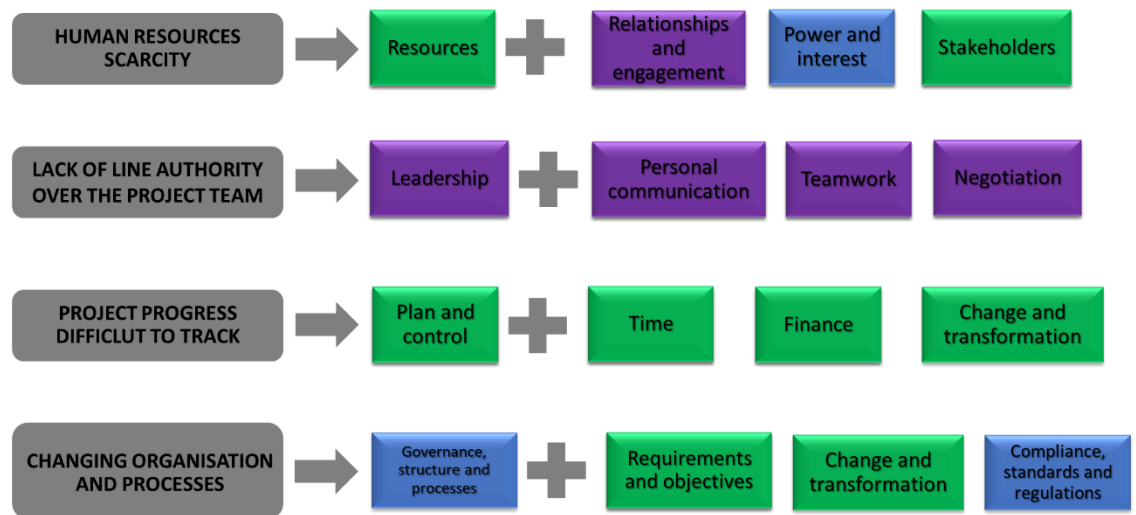 HUMAN RESOURCES
SCARCITY
Resources
Relationships
and
engagement
Power and
interest
Stakeholders
LACK OF LINE AUTHORITY
OVER THE PROJECT TEAM
Leadership
Personal
communication
Teamwork
Negotiation
PROJECT PROGRESS
DIFFICLUT TO TRACK
Plan and
control
Time
Finance
Change and
transformation
CHANGING ORGANISATION
AND PROCESSES
Governance,
structure and
processes
Requirements
and objectives
Change and
transformation
Compliance,
standards and
regulations